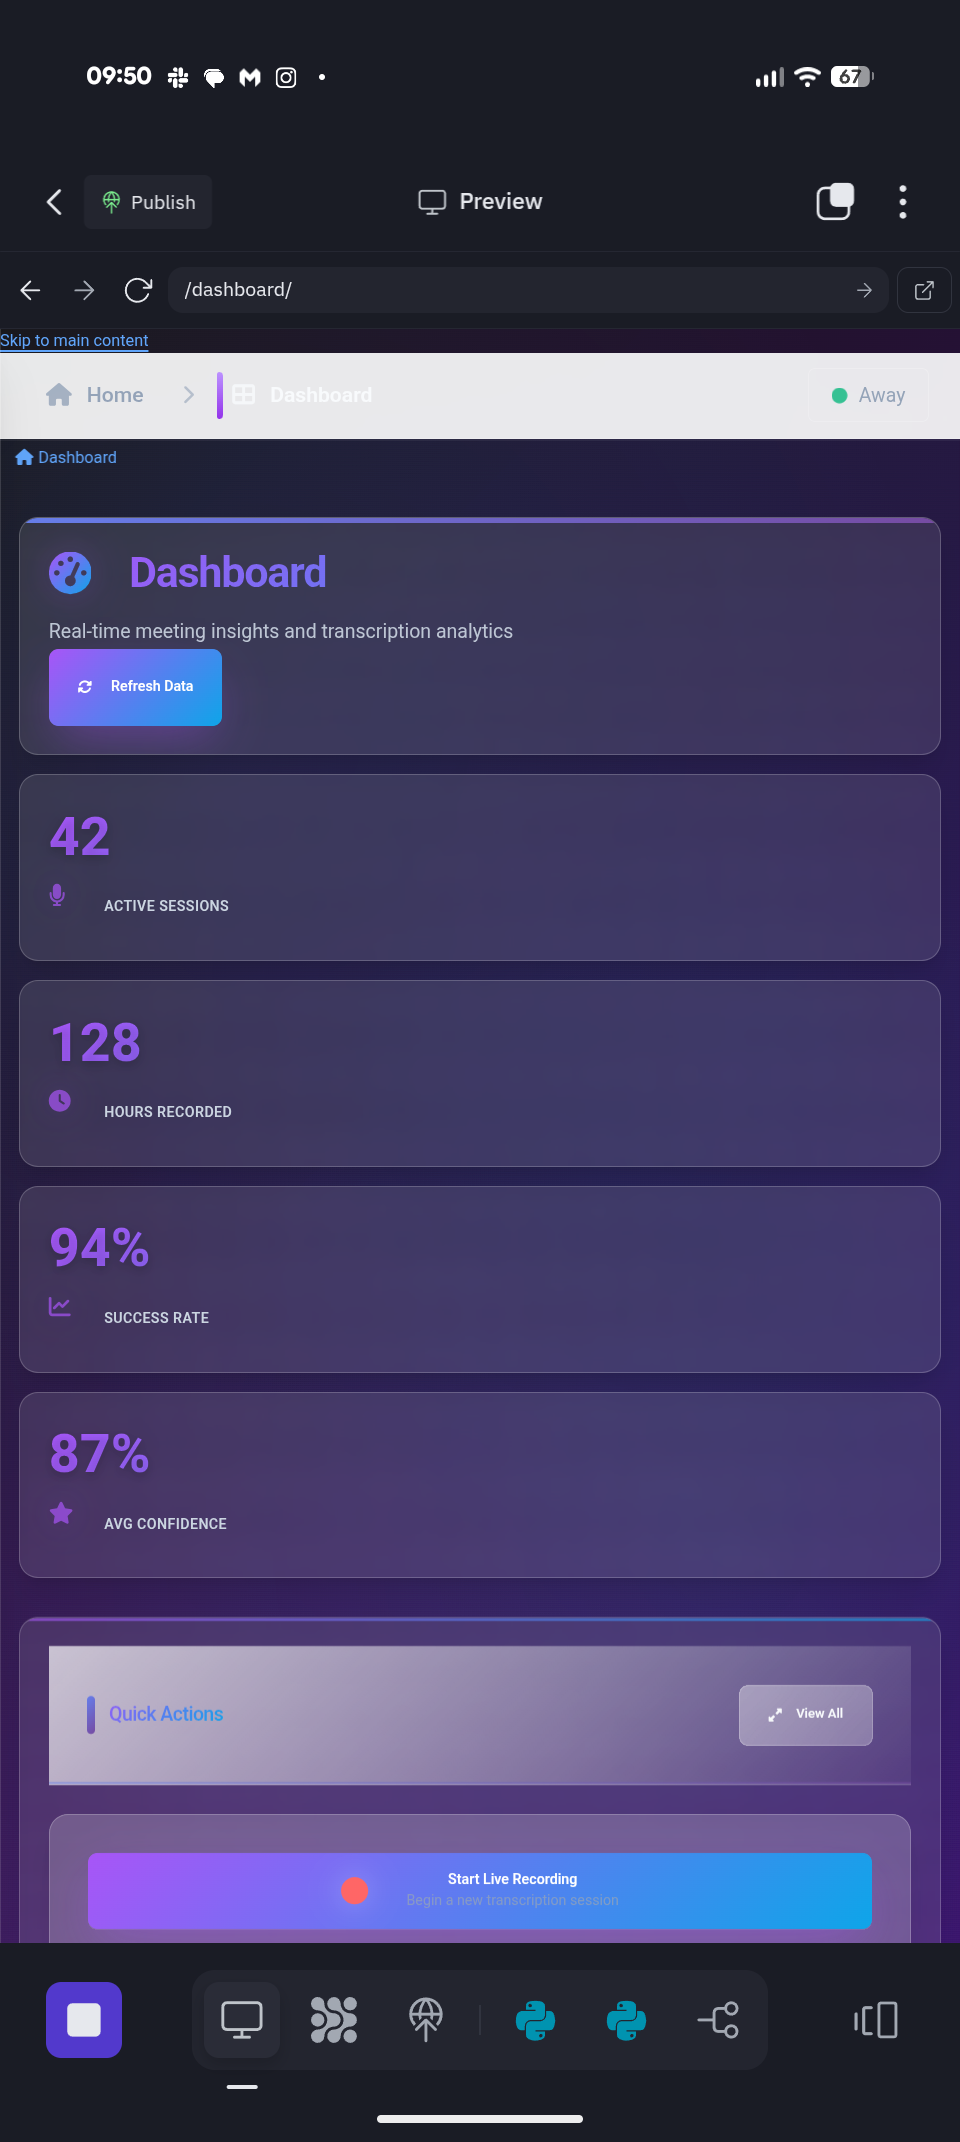 09:50
67
Publish
Preview
/dashboard/
Skip to main content
Home
Dashboard
Away
Dashboard
Dashboard
Real-time meeting insights and transcription analytics
Refresh Data
42
ACTIVE SESSIONS
128
HOURS RECORDED
94%
SUCCESS RATE
87%
AVG CONFIDENCE
Quick Actions
View All
Start Live Recording
Begin a new transcription session